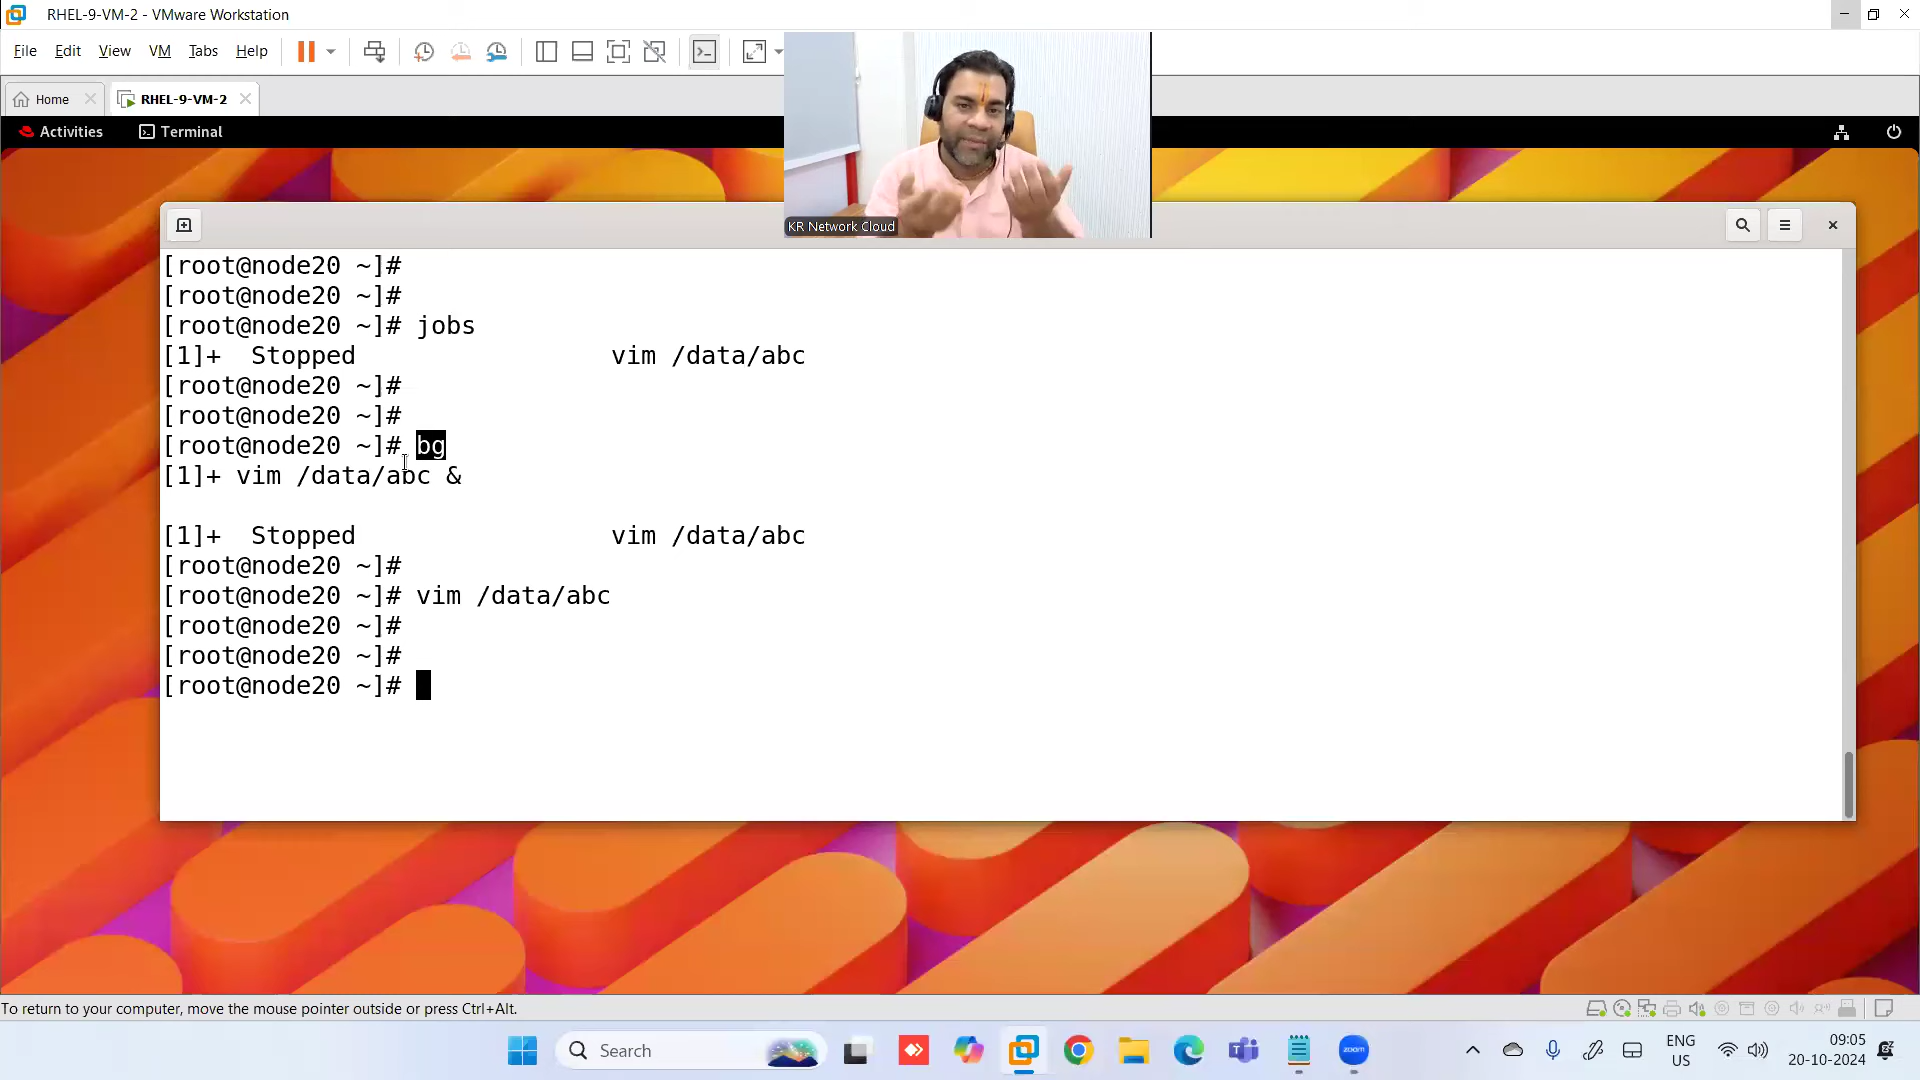 RHEL-9-VM-2 - VMware Workstation
File Edit View VM Tabs Help
Home RHEL-9-VM-2
Activities Terminal
KR Network Cloud
[root@node20 ~]#
[root@node20 ~]#
[root@node20 ~]# jobs
[1]+ Stopped vim /data/abc
[root@node20 ~]#
[root@node20 ~]#
[root@node20 ~]# bg
[1]+ vim /data/abc &
[1]+ Stopped vim /data/abc
[root@node20 ~]#
[root@node20 ~]# vim /data/abc
[root@node20 ~]#
[root@node20 ~]#
[root@node20 ~]#
To return to your computer, move the mouse pointer outside or press Ctrl+Alt.
Search
zoom
ENG
US
09:05
20-10-2024